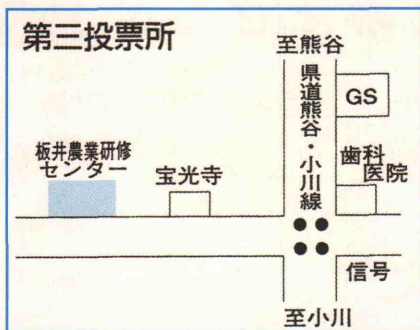 第三投票所
至熊谷
県道熊谷・小川線
GS
歯科
医院
板井農業研修
センター
宝光寺
信号
至小川